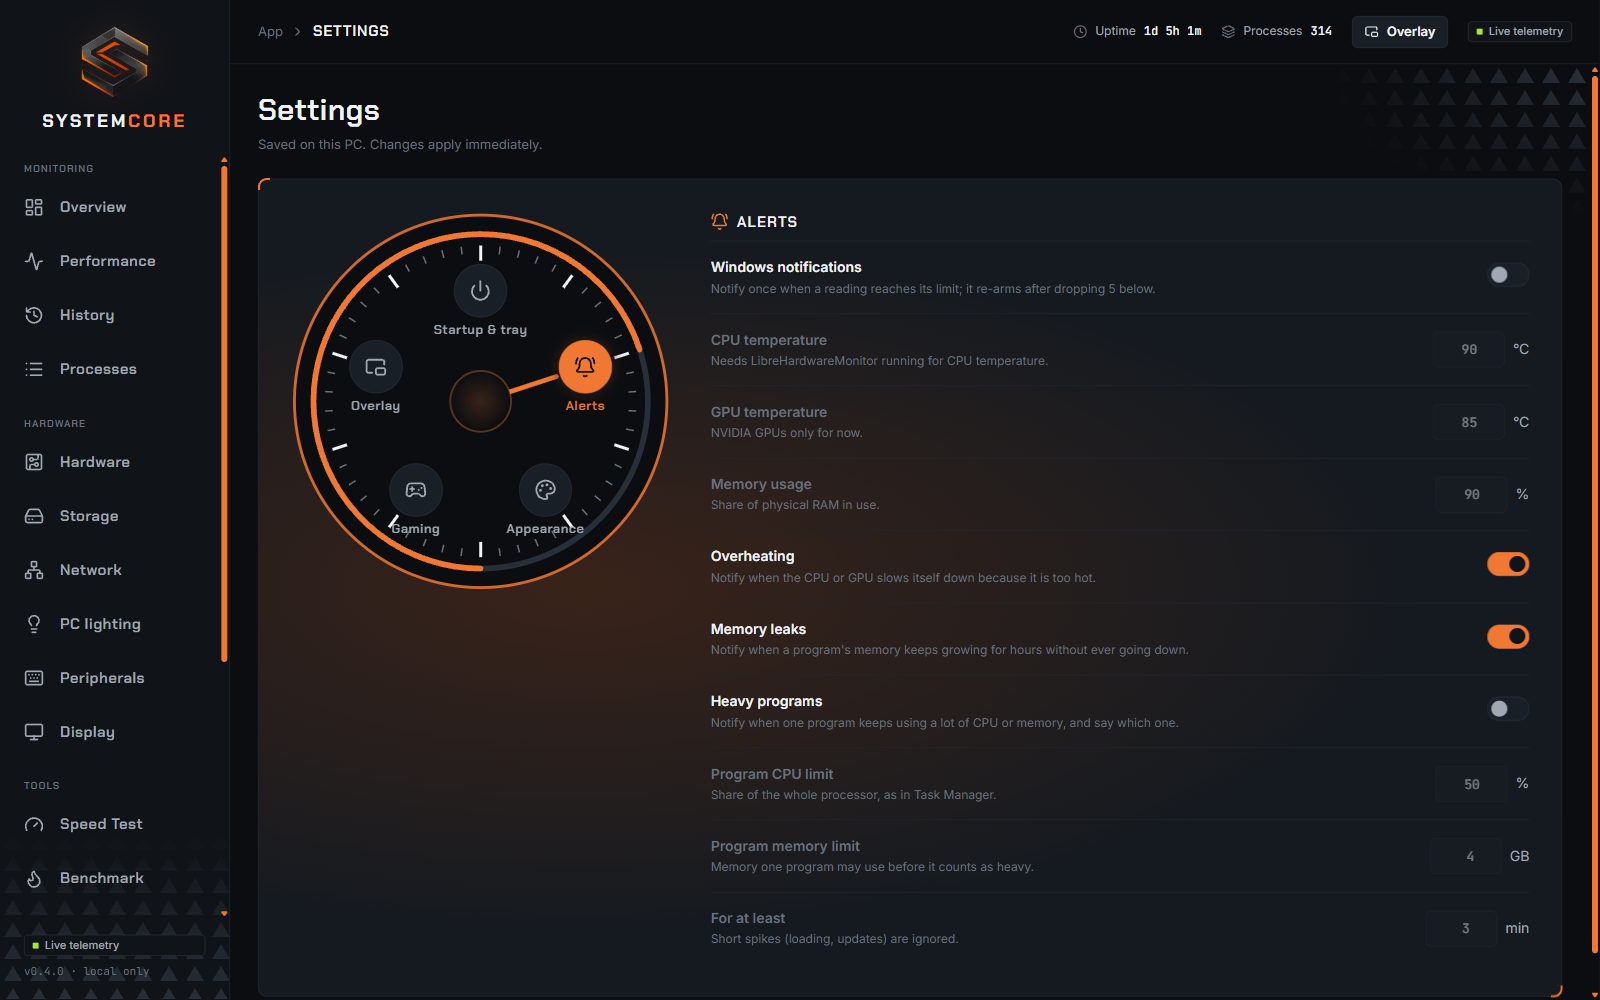 SYSTEMCORE
App > SETTINGS
Uptime 1d 5h 1m
Processes 314
Overlay
Live telemetry
MONITORING
Overview
Performance
History
Processes
HARDWARE
Hardware
Storage
Network
PC lighting
Peripherals
Display
TOOLS
Speed Test
Benchmark
Live telemetry
v0.4.0 · local only
Settings
Saved on this PC. Changes apply immediately.
Startup & tray
Overlay
Alerts
Gaming
Appearance
ALERTS
Windows notifications
Notify once when a reading reaches its limit; it re-arms after dropping 5 below.
CPU temperature
Needs LibreHardwareMonitor running for CPU temperature.
90 °C
GPU temperature
NVIDIA GPUs only for now.
85 °C
Memory usage
Share of physical RAM in use.
90 %
Overheating
Notify when the CPU or GPU slows itself down because it is too hot.
Memory leaks
Notify when a program's memory keeps growing for hours without ever going down.
Heavy programs
Notify when one program keeps using a lot of CPU or memory, and say which one.
Program CPU limit
Share of the whole processor, as in Task Manager.
50 %
Program memory limit
Memory one program may use before it counts as heavy.
4 GB
For at least
Short spikes (loading, updates) are ignored.
3 min